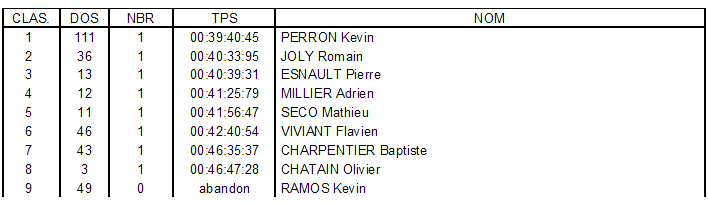 CLAS. DOS NBR TPS NOM
1 111 1 00:39:40:45 PERRON Kevin
2 36 1 00:40:33:95 JOLY Romain
3 13 1 00:40:39:31 ESNAULT Pierre
4 12 1 00:41:25:79 MILLIER Adrien
5 11 1 00:41:56:47 SECO Mathieu
6 46 1 00:42:40:54 VIVIANT Flavien
7 43 1 00:46:35:37 CHARPENTIER Baptiste
8 3 1 00:46:47:28 CHATAIN Olivier
9 49 0 abandon RAMOS Kevin